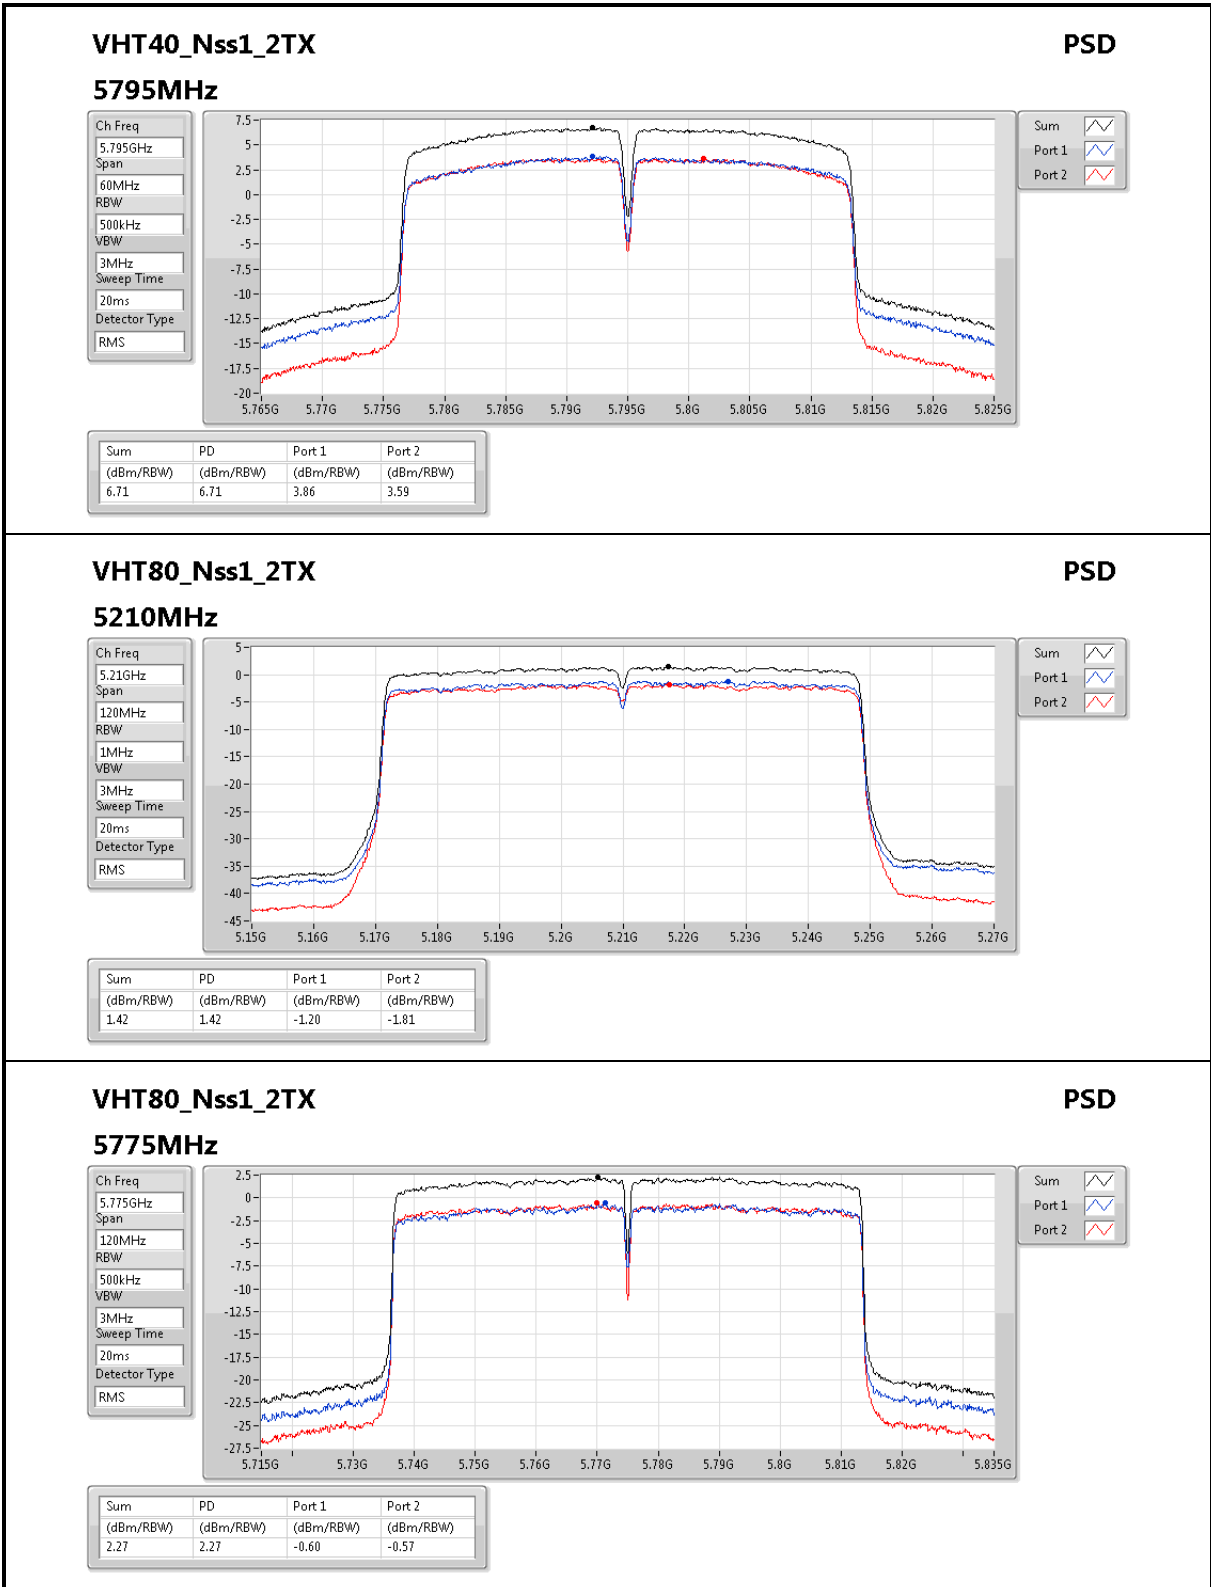 VHT40_Nss1_2TX PSD
5795MHz
Ch Freq
5.795GHz
Span
60MHz
RBW
500kHz
VBW
3MHz
Sweep Time
20ms
Detector Type
RMS
7.5
5
2.5
0
-2.5
-5
-7.5
-10
-12.5
-15
-17.5
-20
5.765G 5.77G 5.775G 5.78G 5.785G 5.79G 5.795G 5.8G 5.805G 5.81G 5.815G 5.82G 5.825G
Sum
Port 1
Port 2
Sum PD Port 1 Port 2
(dBm/RBW) (dBm/RBW) (dBm/RBW) (dBm/RBW)
6.71 6.71 3.86 3.59
VHT80_Nss1_2TX PSD
5210MHz
Ch Freq
5.21GHz
Span
120MHz
RBW
1MHz
VBW
3MHz
Sweep Time
20ms
Detector Type
RMS
5
0
-5
-10
-15
-20
-25
-30
-35
-40
-45
5.15G 5.16G 5.17G 5.18G 5.19G 5.2G 5.21G 5.22G 5.23G 5.24G 5.25G 5.26G 5.27G
Sum
Port 1
Port 2
Sum PD Port 1 Port 2
(dBm/RBW) (dBm/RBW) (dBm/RBW) (dBm/RBW)
1.42 1.42 -1.20 -1.81
VHT80_Nss1_2TX PSD
5775MHz
Ch Freq
5.775GHz
Span
120MHz
RBW
500kHz
VBW
3MHz
Sweep Time
20ms
Detector Type
RMS
2.5
0
-2.5
-5
-7.5
-10
-12.5
-15
-17.5
-20
-22.5
-25
-27.5
5.715G 5.73G 5.74G 5.75G 5.76G 5.77G 5.78G 5.79G 5.8G 5.81G 5.82G 5.835G
Sum
Port 1
Port 2
Sum PD Port 1 Port 2
(dBm/RBW) (dBm/RBW) (dBm/RBW) (dBm/RBW)
2.27 2.27 -0.60 -0.57